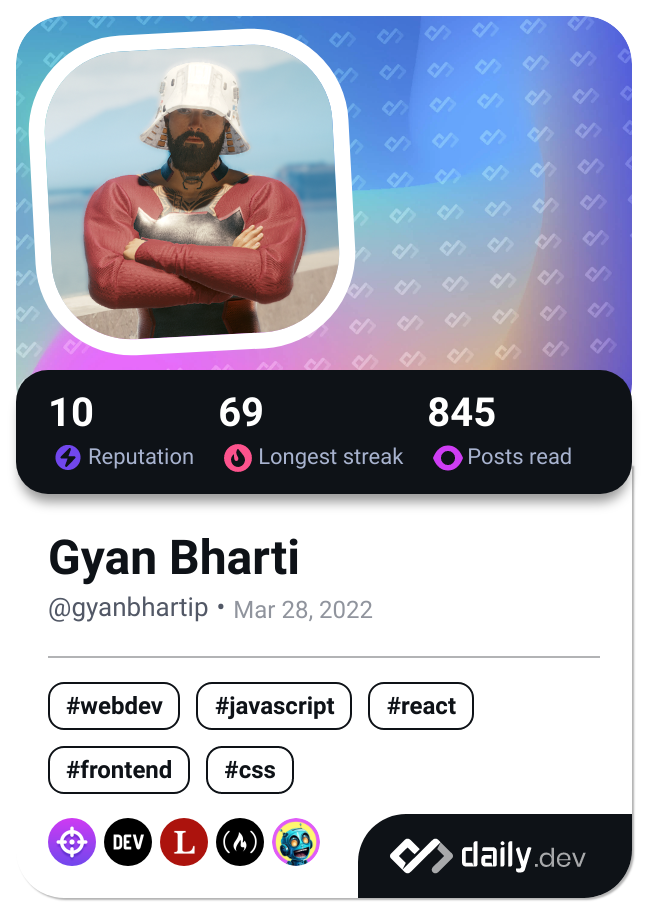 10 69 845
Reputation Longest streak Posts read
Gyan Bharti
@gyanbhartip • Mar 28, 2022
#webdev #javascript #react
#frontend #css
DEV L
daily.dev